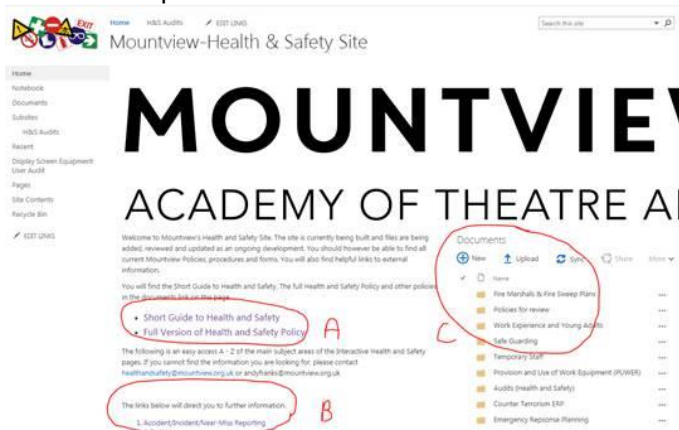 EXIT
Home H&S Audits EDIT LINKS
Search this site
Mountview-Health & Safety Site
Home
Notebook
Documents
Subsites
H&S Audits
Recent
Display Screen Equipment
User Audit
Pages
Site Contents
Recycle Bin
EDIT LINKS
MOUNTVIEW
ACADEMY OF THEATRE A
Welcome to Mountview's Health and Safety Site. The site is currently being built and files are being
added, reviewed and updated as an ongoing development. You should however be able to find all
current Mountview Policies, procedures and forms. You will also find helpful links to external
information.
You will find the Short Guide to Health and Safety. The full Health and Safety Policy and other policies
in the documents link on this page.
Short Guide to Health and Safety
Full Version of Health and Safety Policy
A
The following is an easy access A - Z of the main subject areas of the Interactive Health and Safety
pages. If you cannot find the information you are looking for please contact
healthandsafety@mountview.org.uk or andyfranks@mountview.org.uk
The links below will direct you to further information.
B
1. Accident/Incident/Near-Miss Reporting
Documents
New Upload Sync Share More
Name
Fire Marshals & Fire Sweep Plans
Policies for review
Work Experience and Young Adults
C
Safe Guarding
Temporary Staff
Provision and Use of Work Equipment (PUWER)
Audits (Health and Safety)
Counter Terrorism ERP
Emergency Repsonse Planning